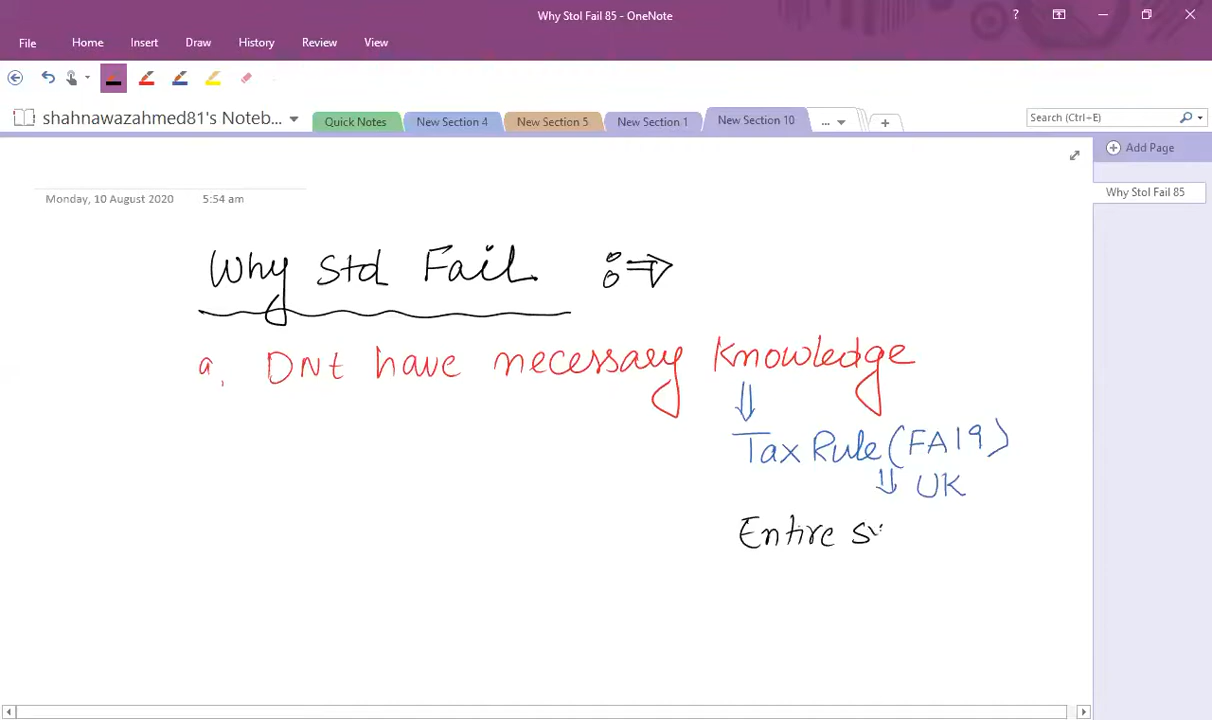 Why Stol Fail 85 - OneNote
?
File Home Insert Draw History Review View
shahnawazahmed81's Noteb... Quick Notes New Section 4 New Section 5 New Section 1 New Section 10 ... + Search (Ctrl+E)
Add Page
Why Stol Fail 85
Monday, 10 August 2020 5:54 am
Why Std Fail
a. DNt have necessary Knowledge
Tax Rule (FA19)
UK
Entire